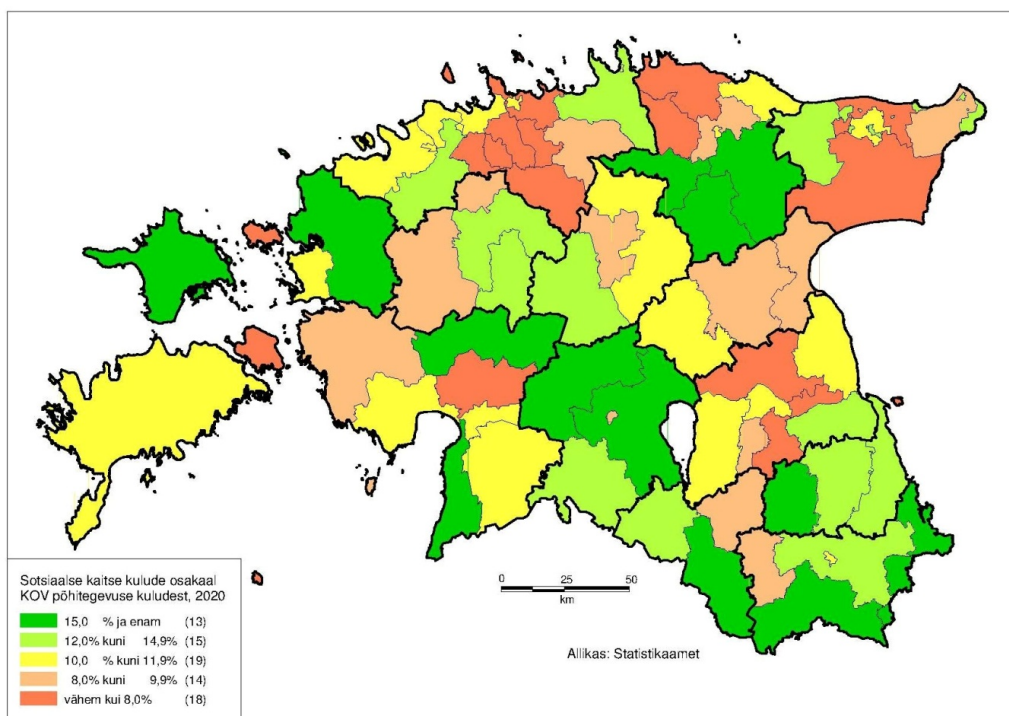 Sotsiaalse kaitse kulude osakaal
KOV põhitegevuse kuludest, 2020
15,0 % ja enam (13)
12,0% kuni 14,9% (15)
10,0 % kuni 11,9% (19)
8,0% kuni 9,9% (14)
vähem kui 8,0% (18)
0 25 50
km
Allikas: Statistikaamet